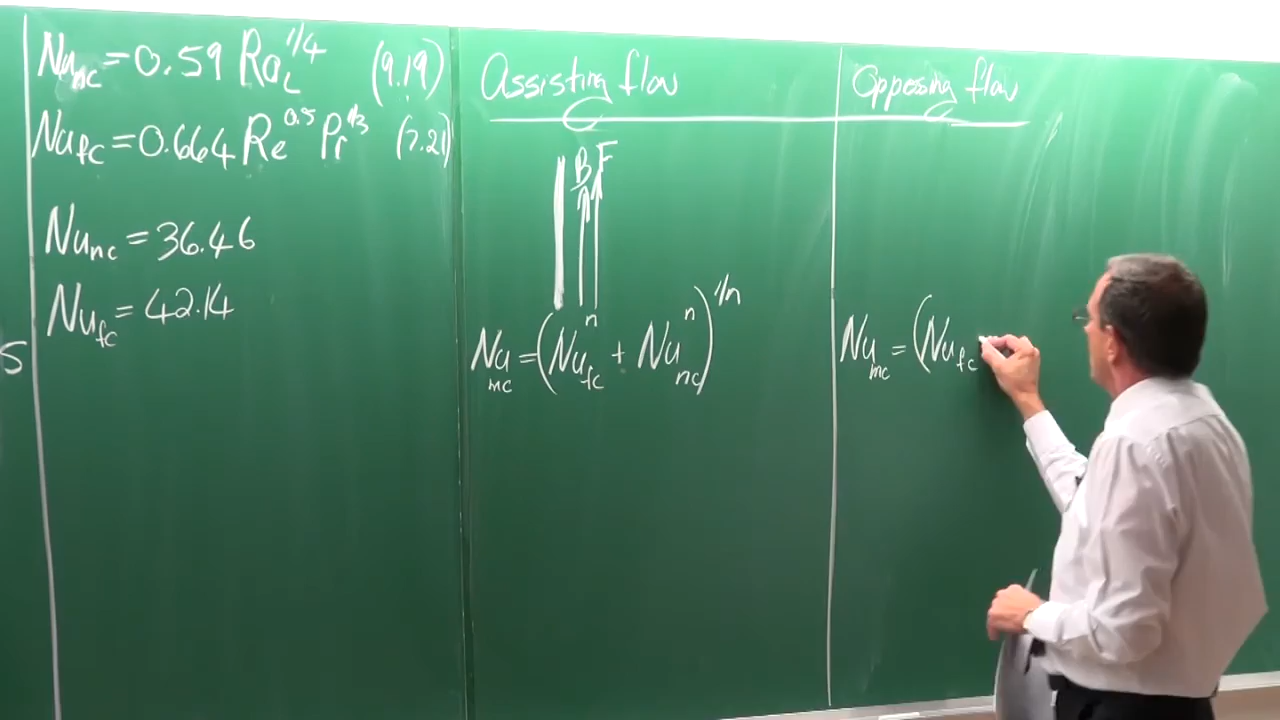 Nu_nc = 0.59 Ra_L^1/4 (9.19)
Nu_fc = 0.664 Re^0.5 Pr^1/3 (7.21)
Nu_nc = 36.46
Nu_fc = 42.14
S
Assisting flow
B F
Nu_mc = (Nu_fc^n + Nu_nc^n)^1/n
Opposing flow
Nu_mc = (Nu_fc